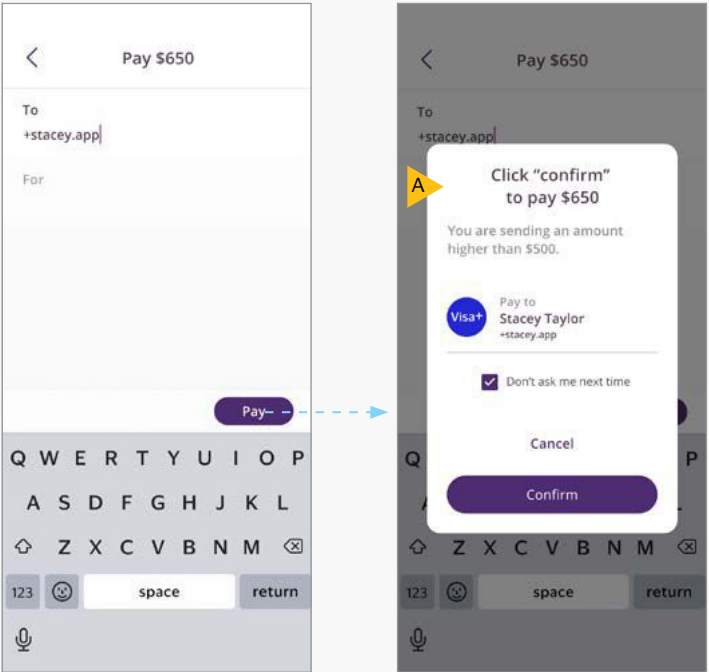 Pay $650
To
+stacey.app
For
Pay
Q W E R T Y U I O P
A S D F G H J K L
Z X C V B N M
123 space return
Pay $650
To
+stacey.app
A
Click “confirm”
to pay $650
You are sending an amount
higher than $500.
Visa+
Pay to
Stacey Taylor
+stacey.app
Don't ask me next time
Cancel
Confirm
Q P
Z X C V B N M
123 space return